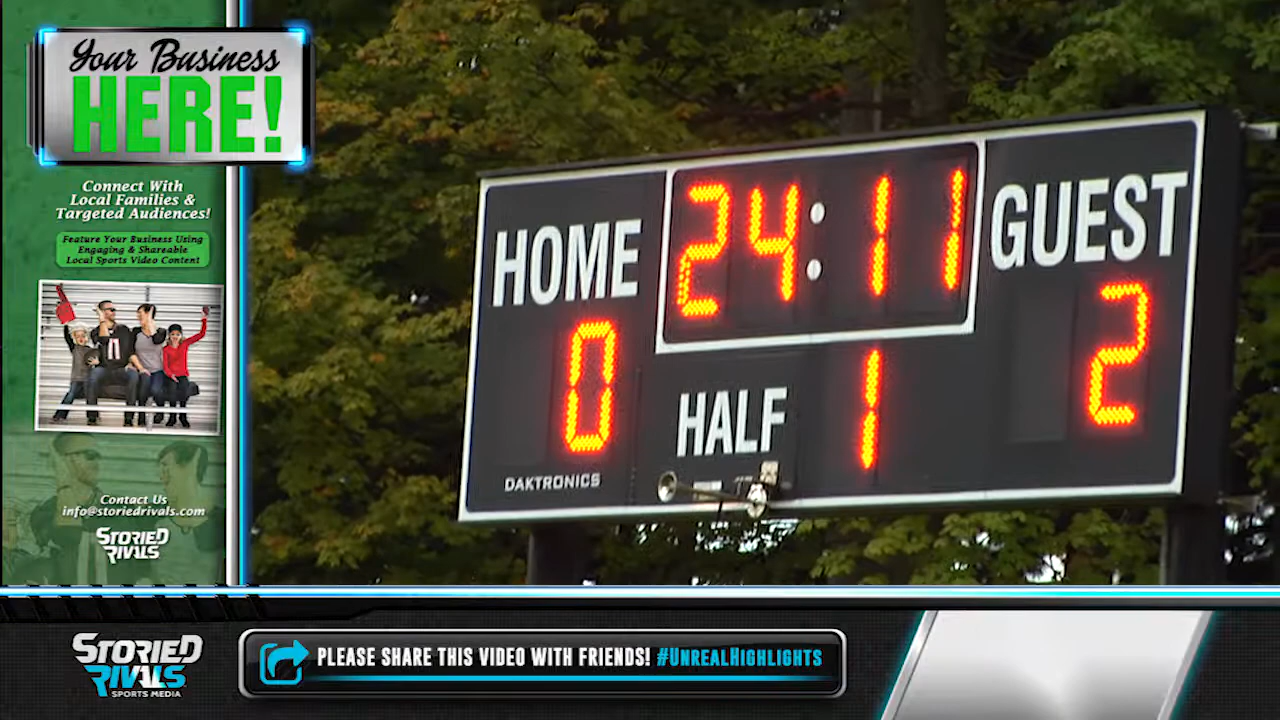 Your Business
HERE!
Connect With
Local Families &
Targeted Audiences!
Feature Your Business Using
Engaging & Shareable
Local Sports Video Content
Contact Us
info@storiedrivals.com
STORIED
RIVALS
HOME
24:11
GUEST
0
HALF
1
2
DAKTRONICS
STORIED
RIVALS
SPORTS MEDIA
PLEASE SHARE THIS VIDEO WITH FRIENDS! #UNREALHIGHLIGHTS